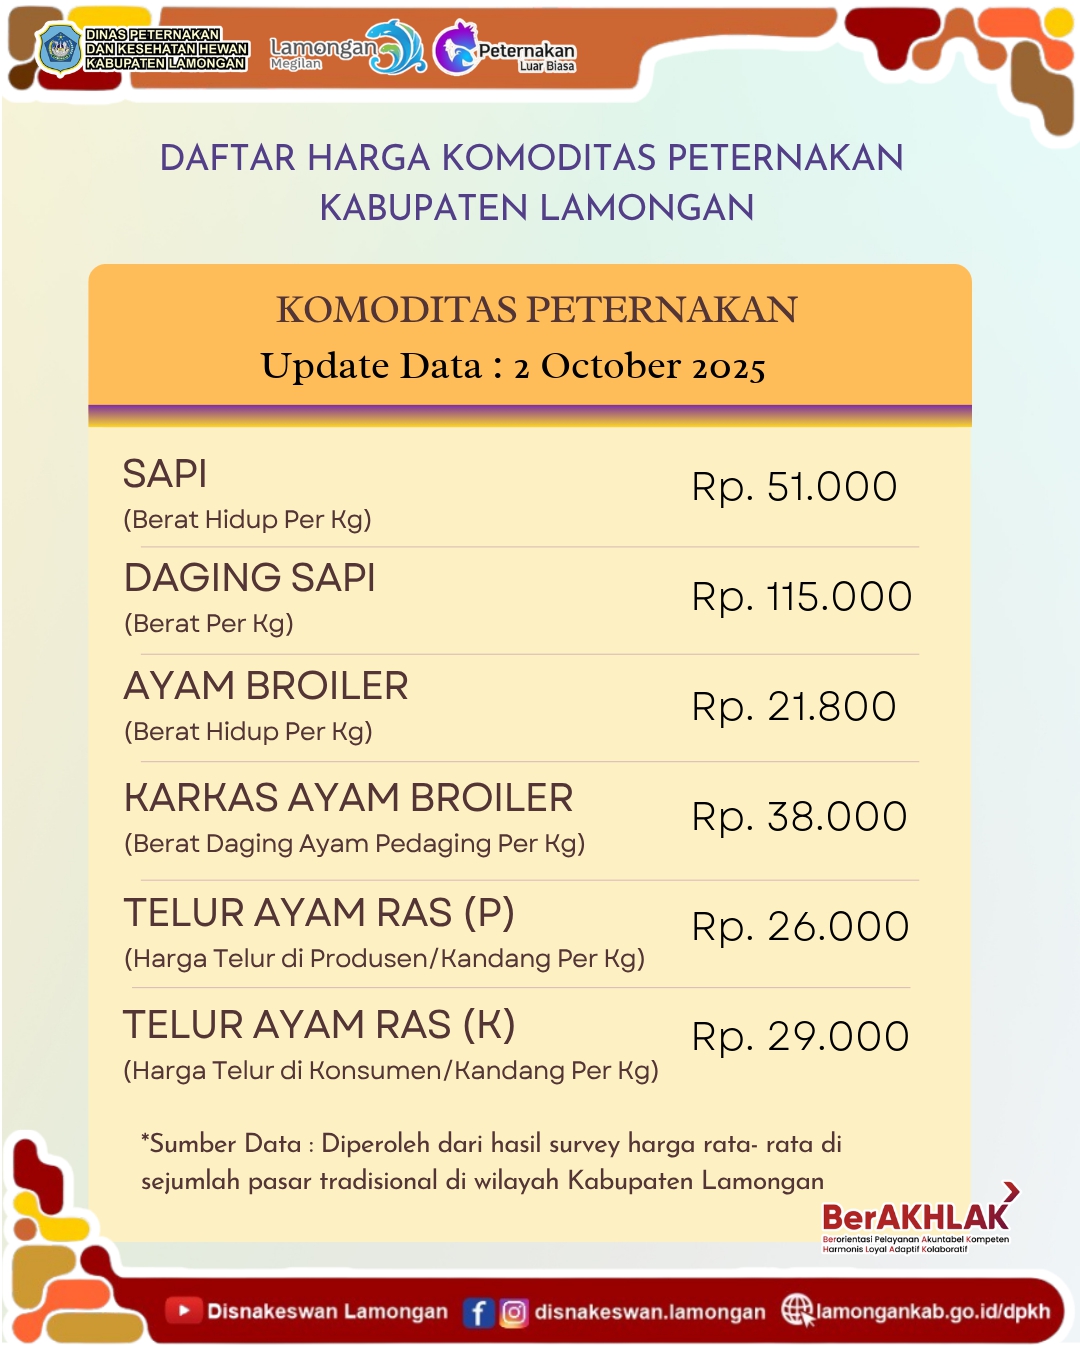 DINAS PETERNAKAN
DAN KESEHATAN HEWAN
KABUPATEN LAMONGAN
Lamongan
Megilan
Peternakan
Luar Biasa
DAFTAR HARGA KOMODITAS PETERNAKAN
KABUPATEN LAMONGAN
KOMODITAS PETERNAKAN
Update Data : 2 October 2025
SAPI
(Berat Hidup Per Kg)
Rp. 51.000
DAGING SAPI
(Berat Per Kg)
Rp. 115.000
AYAM BROILER
(Berat Hidup Per Kg)
Rp. 21.800
KARKAS AYAM BROILER
(Berat Daging Ayam Pedaging Per Kg)
Rp. 38.000
TELUR AYAM RAS (P)
(Harga Telur di Produsen/Kandang Per Kg)
Rp. 26.000
TELUR AYAM RAS (K)
(Harga Telur di Konsumen/Kandang Per Kg)
Rp. 29.000
*Sumber Data : Diperoleh dari hasil survey harga rata- rata di
sejumlah pasar tradisional di wilayah Kabupaten Lamongan
BerAKHLAK
Berorientasi Pelayanan Akuntabel Kompeten
Harmonis Loyal Adaptif Kolaboratif
Disnakeswan Lamongan
disnakeswan.lamongan
lamongankab.go.id/dpkh